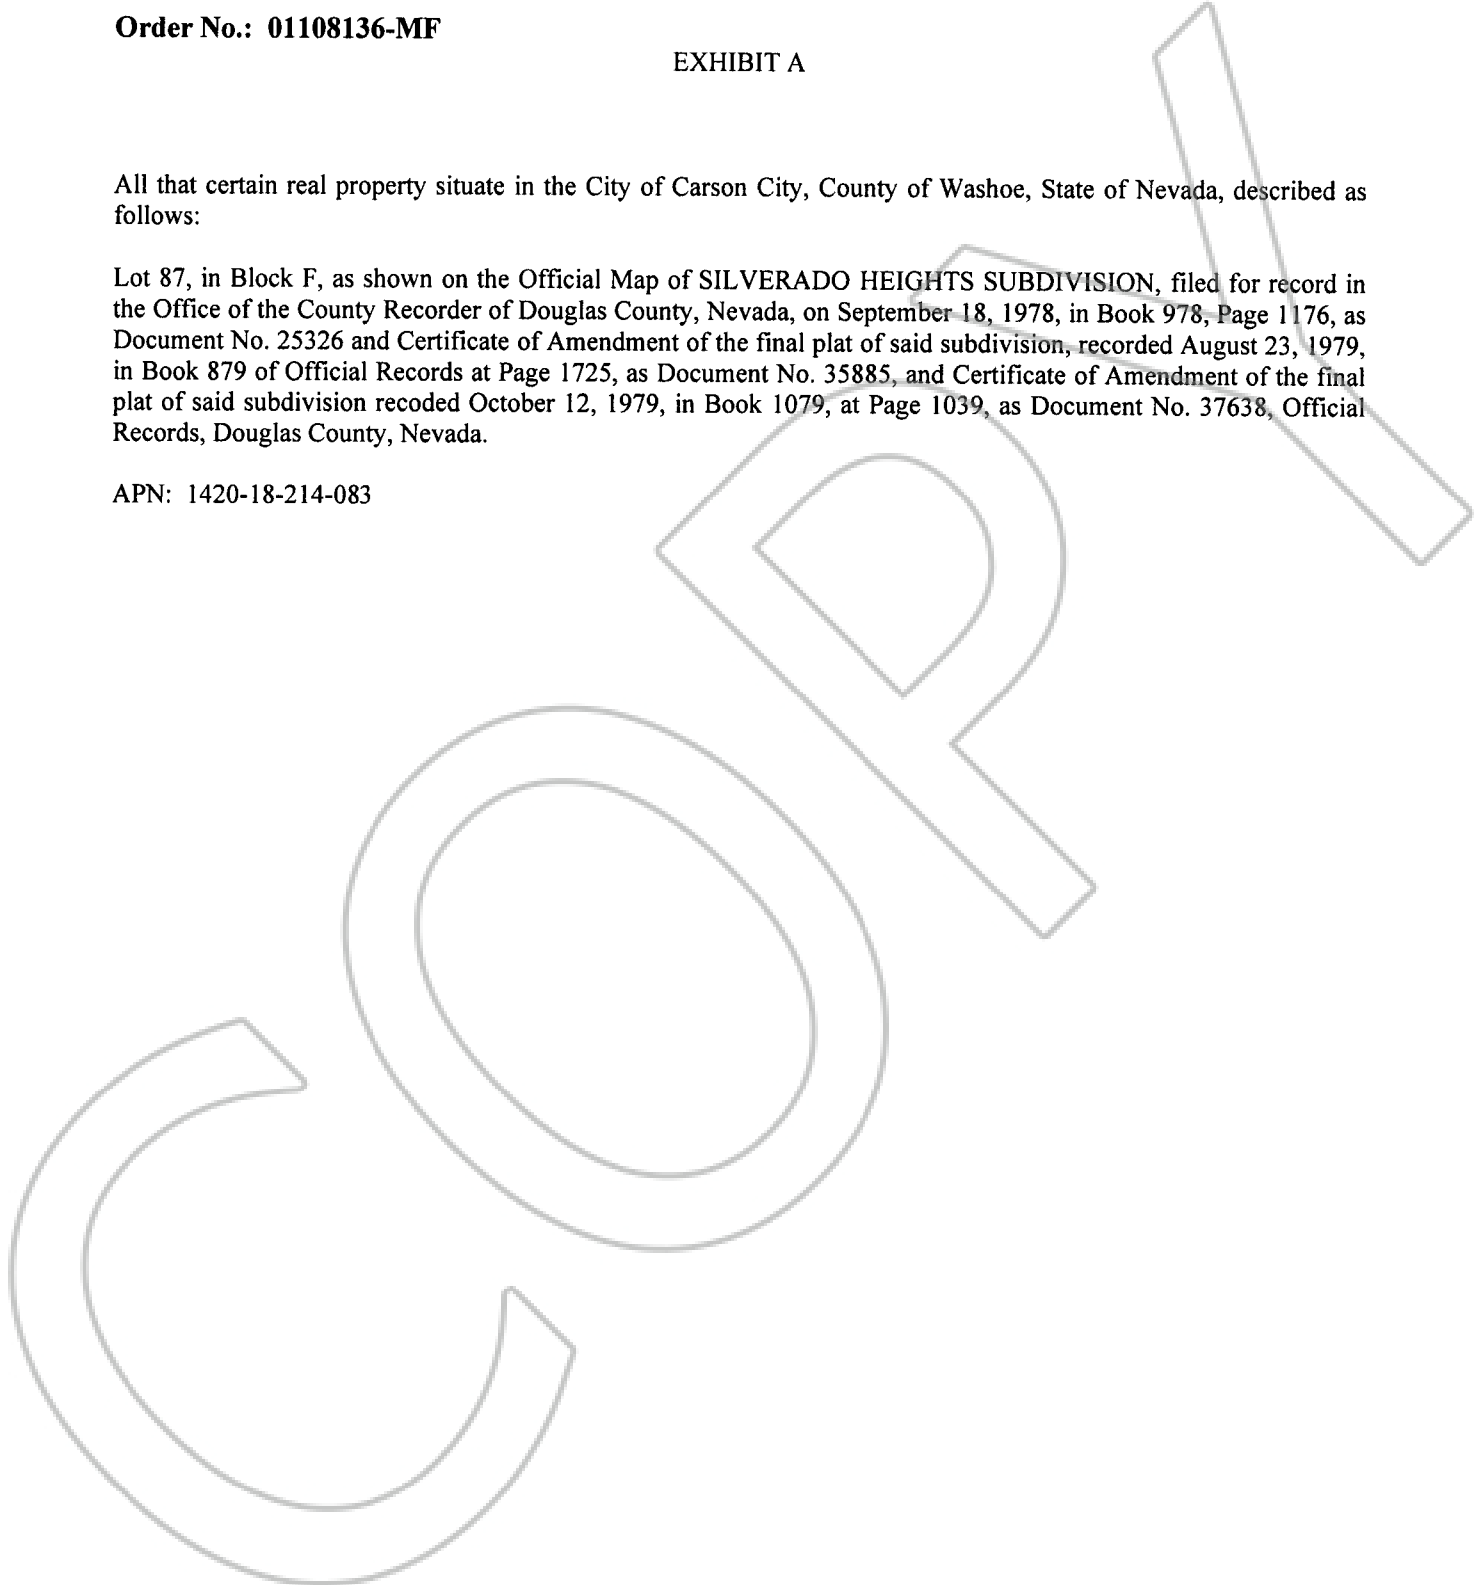 Order No.: 01108136-MF
EXHIBIT A
All that certain real property situate in the City of Carson City, County of Washoe, State of Nevada, described as
follows:
Lot 87, in Block F, as shown on the Official Map of SILVERADO HEIGHTS SUBDIVISION, filed for record in
the Office of the County Recorder of Douglas County, Nevada, on September 18, 1978, in Book 978, Page 1176, as
Document No. 25326 and Certificate of Amendment of the final plat of said subdivision, recorded August 23, 1979,
in Book 879 of Official Records at Page 1725, as Document No. 35885, and Certificate of Amendment of the final
plat of said subdivision recoded October 12, 1979, in Book 1079, at Page 1039, as Document No. 37638, Official
Records, Douglas County, Nevada.
APN: 1420-18-214-083
COPY